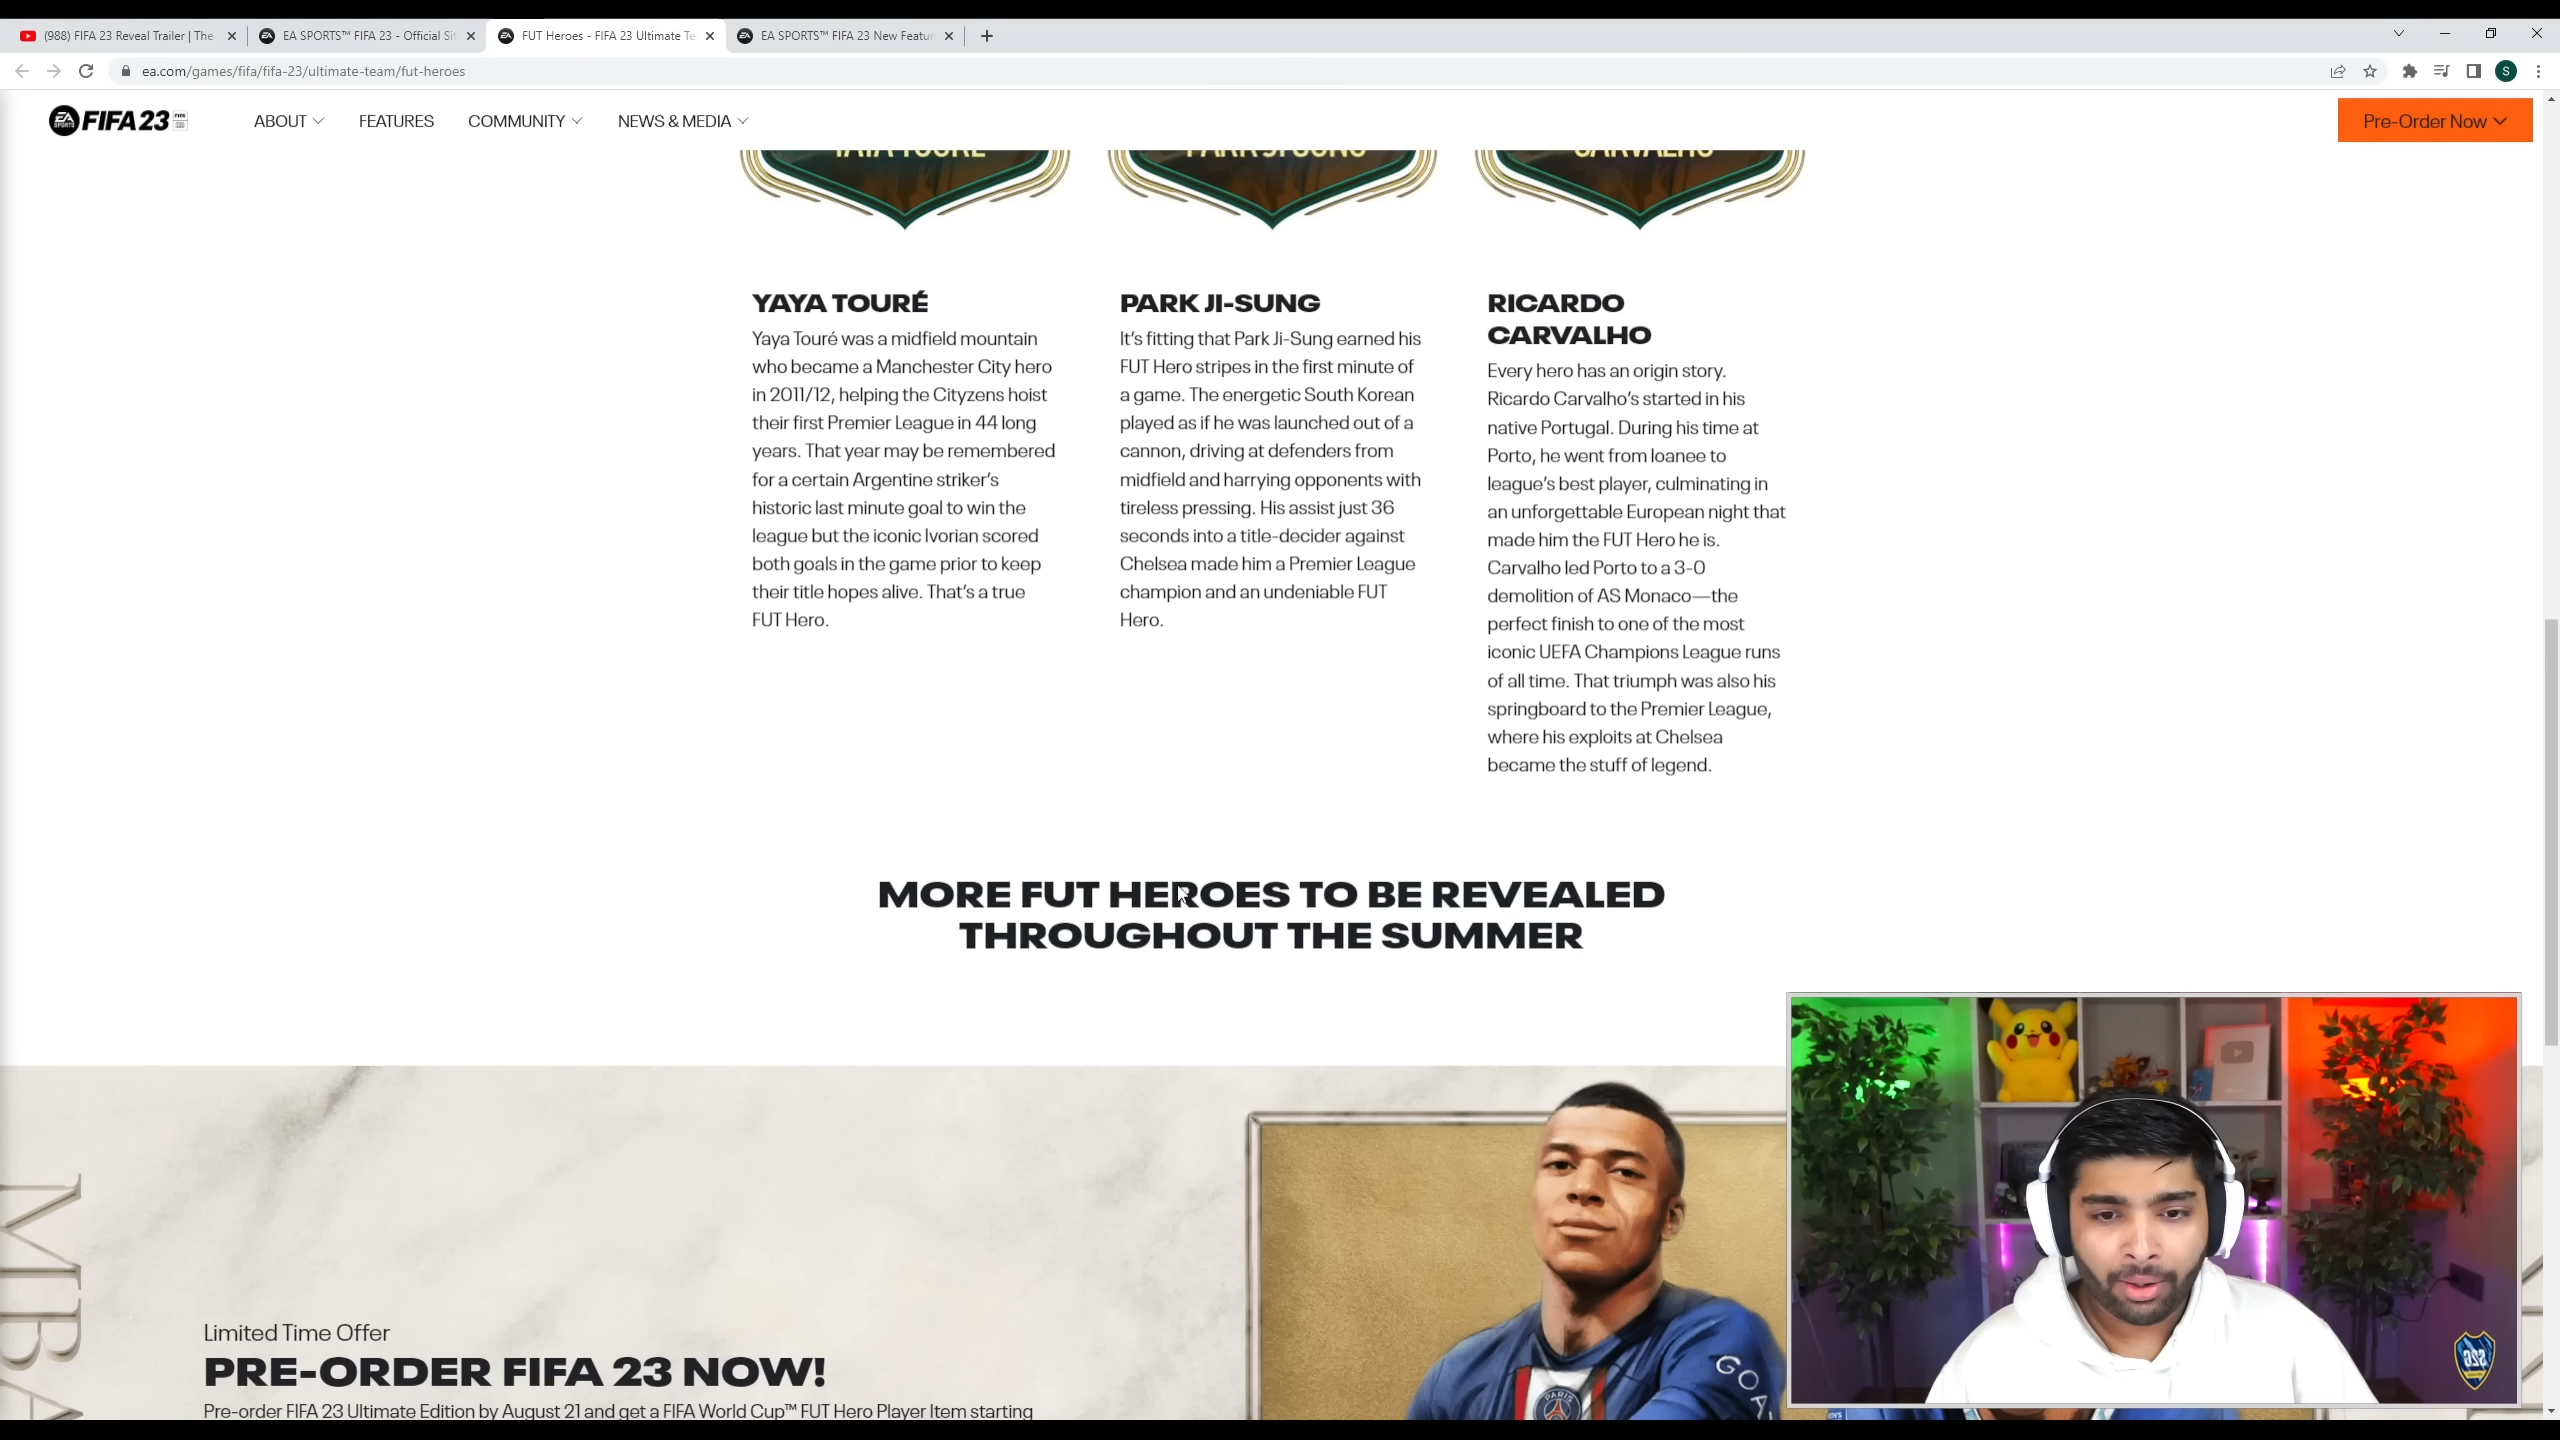 (988) FIFA 23 Reveal Trailer | The
EA SPORTS™ FIFA 23 - Official Sit
FUT Heroes - FIFA 23 Ultimate Te
EA SPORTS™ FIFA 23 New Featur
ea.com/games/fifa/fifa-23/ultimate-team/fut-heroes
S
EA SPORTS FIFA 23
ABOUT
FEATURES
COMMUNITY
NEWS & MEDIA
Pre-Order Now
YAYA TOURÉ
PARK JI-SUNG
CARVALHO
YAYA TOURÉ
Yaya Touré was a midfield mountain
who became a Manchester City hero
in 2011/12, helping the Cityzens hoist
their first Premier League in 44 long
years. That year may be remembered
for a certain Argentine striker’s
historic last minute goal to win the
league but the iconic Ivorian scored
both goals in the game prior to keep
their title hopes alive. That’s a true
FUT Hero.
PARK JI-SUNG
It’s fitting that Park Ji-Sung earned his
FUT Hero stripes in the first minute of
a game. The energetic South Korean
played as if he was launched out of a
cannon, driving at defenders from
midfield and harrying opponents with
tireless pressing. His assist just 36
seconds into a title-decider against
Chelsea made him a Premier League
champion and an undeniable FUT
Hero.
RICARDO
CARVALHO
Every hero has an origin story.
Ricardo Carvalho’s started in his
native Portugal. During his time at
Porto, he went from loanee to
league’s best player, culminating in
an unforgettable European night that
made him the FUT Hero he is.
Carvalho led Porto to a 3-0
demolition of AS Monaco—the
perfect finish to one of the most
iconic UEFA Champions League runs
of all time. That triumph was also his
springboard to the Premier League,
where his exploits at Chelsea
became the stuff of legend.
MORE FUT HEROES TO BE REVEALED
THROUGHOUT THE SUMMER
MBA
Limited Time Offer
PRE-ORDER FIFA 23 NOW!
Pre-order FIFA 23 Ultimate Edition by August 21 and get a FIFA World Cup™ FUT Hero Player Item starting
GOA
PARIS
S2G